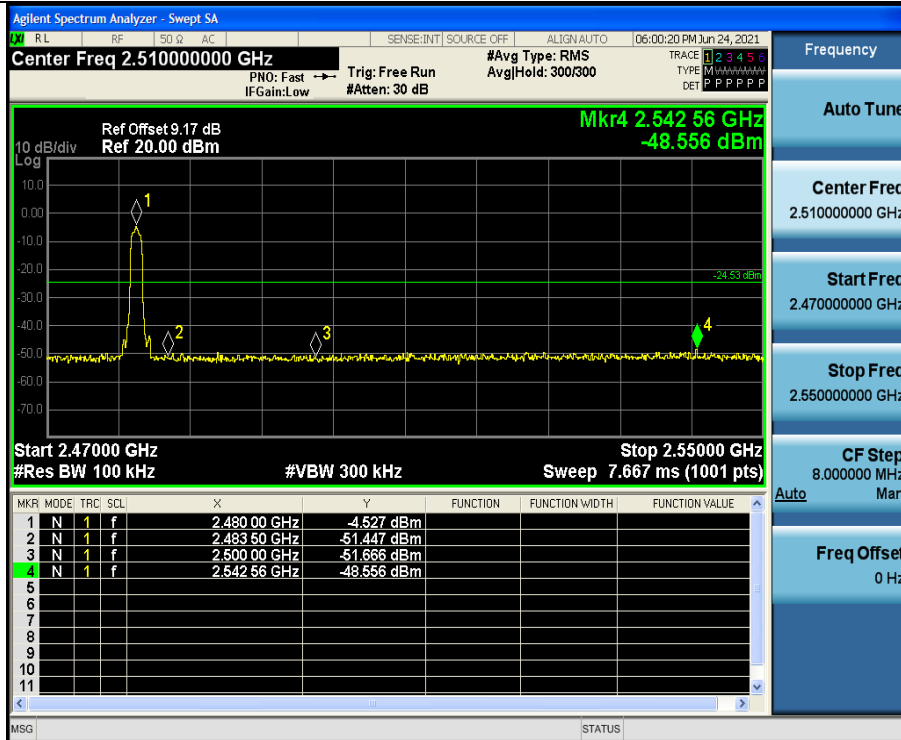 Agilent Spectrum Analyzer - Swept SA
LXI RL RF 50 Ω AC SENSE:INT SOURCE OFF ALIGN AUTO 06:00:20 PM Jun 24, 2021
Center Freq 2.510000000 GHz #Avg Type: RMS TRACE 1 2 3 4 5 6
PNO: Fast Trig: Free Run Avg|Hold: 300/300 TYPE M
IFGain:Low #Atten: 30 dB DET P P P P P P
Mkr4 2.542 56 GHz
-48.556 dBm
Ref Offset 9.17 dB
10 dB/div Ref 20.00 dBm
Log
10.0
0.00
-10.0
-20.0
-30.0
-40.0
-50.0
-60.0
-70.0
1
-24.53 dBm
2
3
4
Start 2.47000 GHz Stop 2.55000 GHz
#Res BW 100 kHz #VBW 300 kHz Sweep 7.667 ms (1001 pts)
MKR MODE TRC SCL X Y FUNCTION FUNCTION WIDTH FUNCTION VALUE
1 N 1 f 2.480 00 GHz -4.527 dBm
2 N 1 f 2.483 50 GHz -51.447 dBm
3 N 1 f 2.500 00 GHz -51.666 dBm
4 N 1 f 2.542 56 GHz -48.556 dBm
5
6
7
8
9
10
11
MSG STATUS
Frequency
Auto Tune
Center Freq
2.510000000 GHz
Start Freq
2.470000000 GHz
Stop Freq
2.550000000 GHz
CF Step
8.000000 MHz
Auto Man
Freq Offset
0 Hz